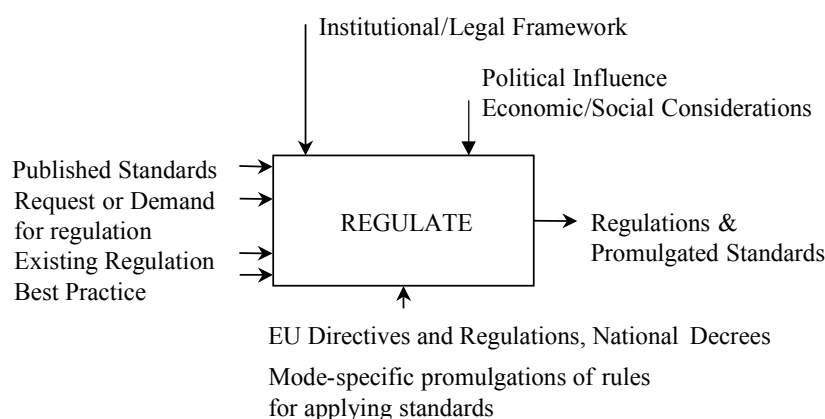 Institutional/Legal Framework
Political Influence
Economic/Social Considerations
Published Standards
Request or Demand
for regulation
Existing Regulation
Best Practice
REGULATE
Regulations &
Promulgated Standards
EU Directives and Regulations, National Decrees
Mode-specific promulgations of rules
for applying standards